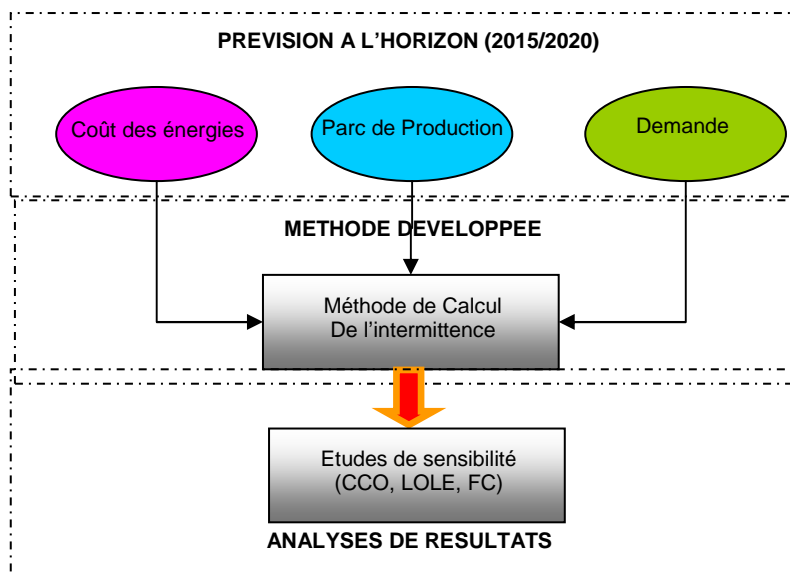 PREVISION A L'HORIZON (2015/2020)
Coût des énergies
Parc de Production
Demande
METHODE DEVELOPPEE
Méthode de Calcul
De l'intermittence
Etudes de sensibilité
(CCO, LOLE, FC)
ANALYSES DE RESULTATS